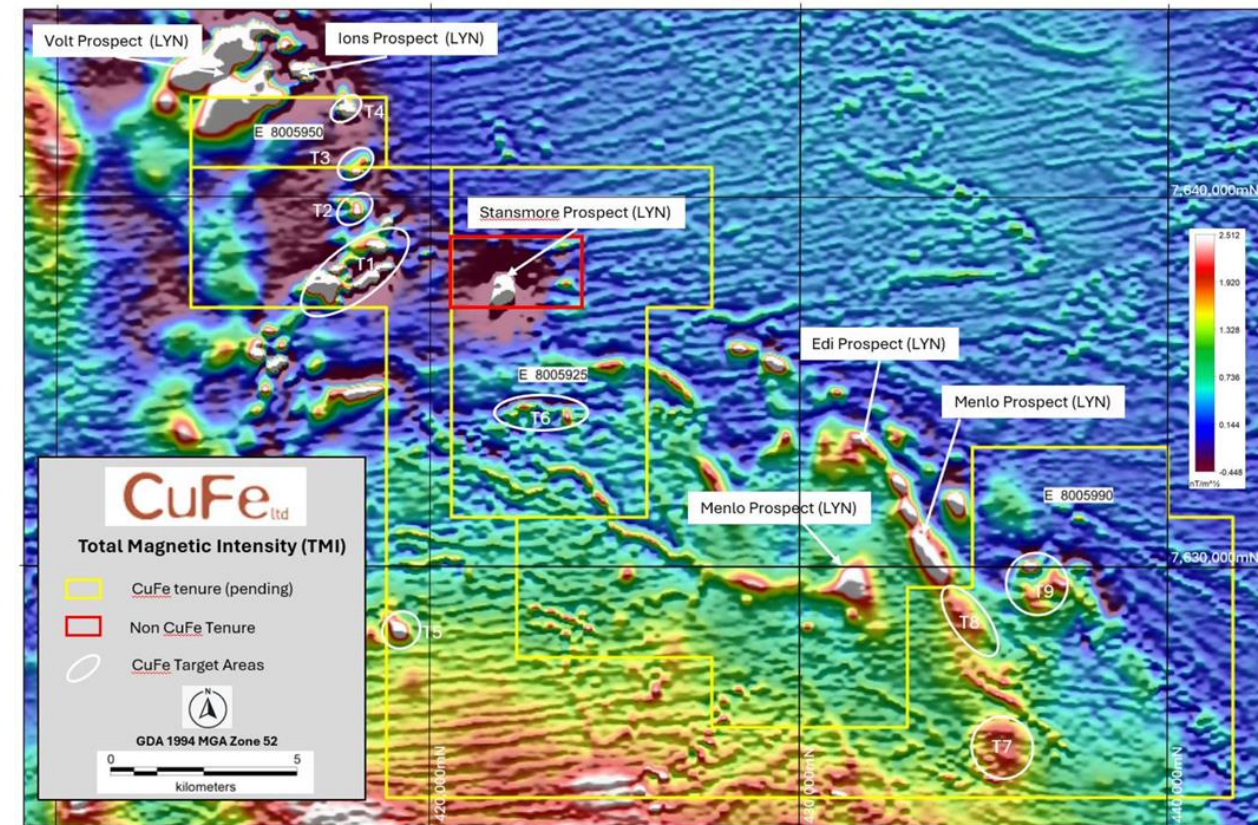 Volt Prospect (LYN)
Ions Prospect (LYN)
T4
E 8005950
T3
T2
7,640,000mN
Stansmore Prospect (LYN)
T1
2.512
1.920
1.328
0.736
0.144
-0.448
nT/m^½
Edi Prospect (LYN)
E 8005925
Menlo Prospect (LYN)
T6
E 8005990
Menlo Prospect (LYN)
7,630,000mN
T9
T8
T5
T7
420,000mN
430,000mN
440,000mN
CuFe ltd
Total Magnetic Intensity (TMI)
CuFe tenure (pending)
Non CuFe Tenure
CuFe Target Areas
N
GDA 1994 MGA Zone 52
0 5
kilometers